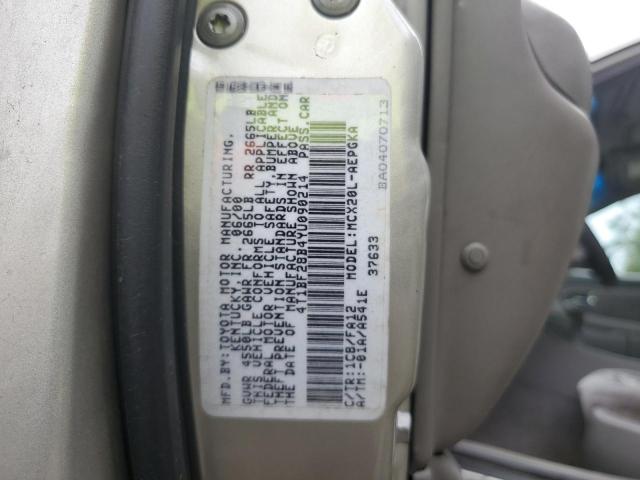 MFD.BY:TOYOTA MOTOR MANUFACTURING,
KENTUCKY, INC. 06/00
GVWR 4550LB GAWR FR 2665LB RR 2665LB
THIS VEHICLE CONFORMS TO ALL APPLICABLE
FEDERAL MOTOR VEHICLE SAFETY,BUMPER,AND
THEFT PREVENTION STANDARDS IN EFFECT ON
THE DATE OF MANUFACTURE SHOWN ABOVE.
4T1BF28B4YU090214 PASS.CAR
C/TR:1C8/FA12 MODEL:MCX20L-AEPGKA
A/TM:-01A/A541E 37633
BA04070713